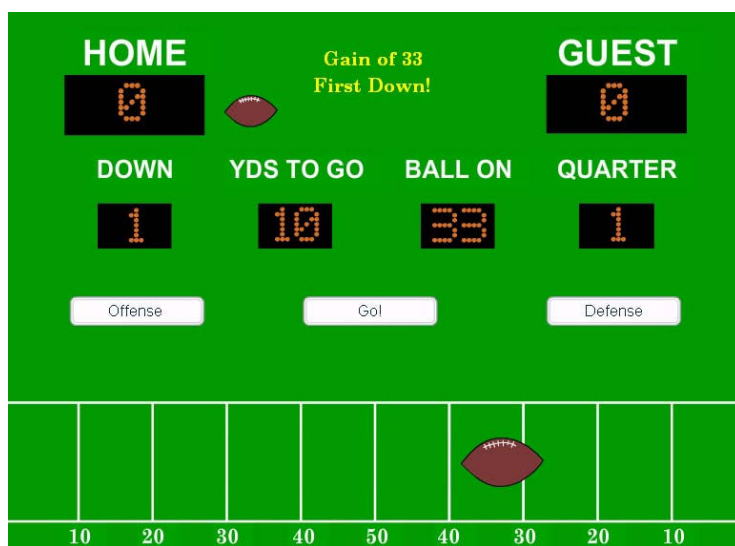 HOME
Gain of 33
First Down!
GUEST
0
0
DOWN YDS TO GO BALL ON QUARTER
1 10 33 1
Offense Go! Defense
10 20 30 40 50 40 30 20 10